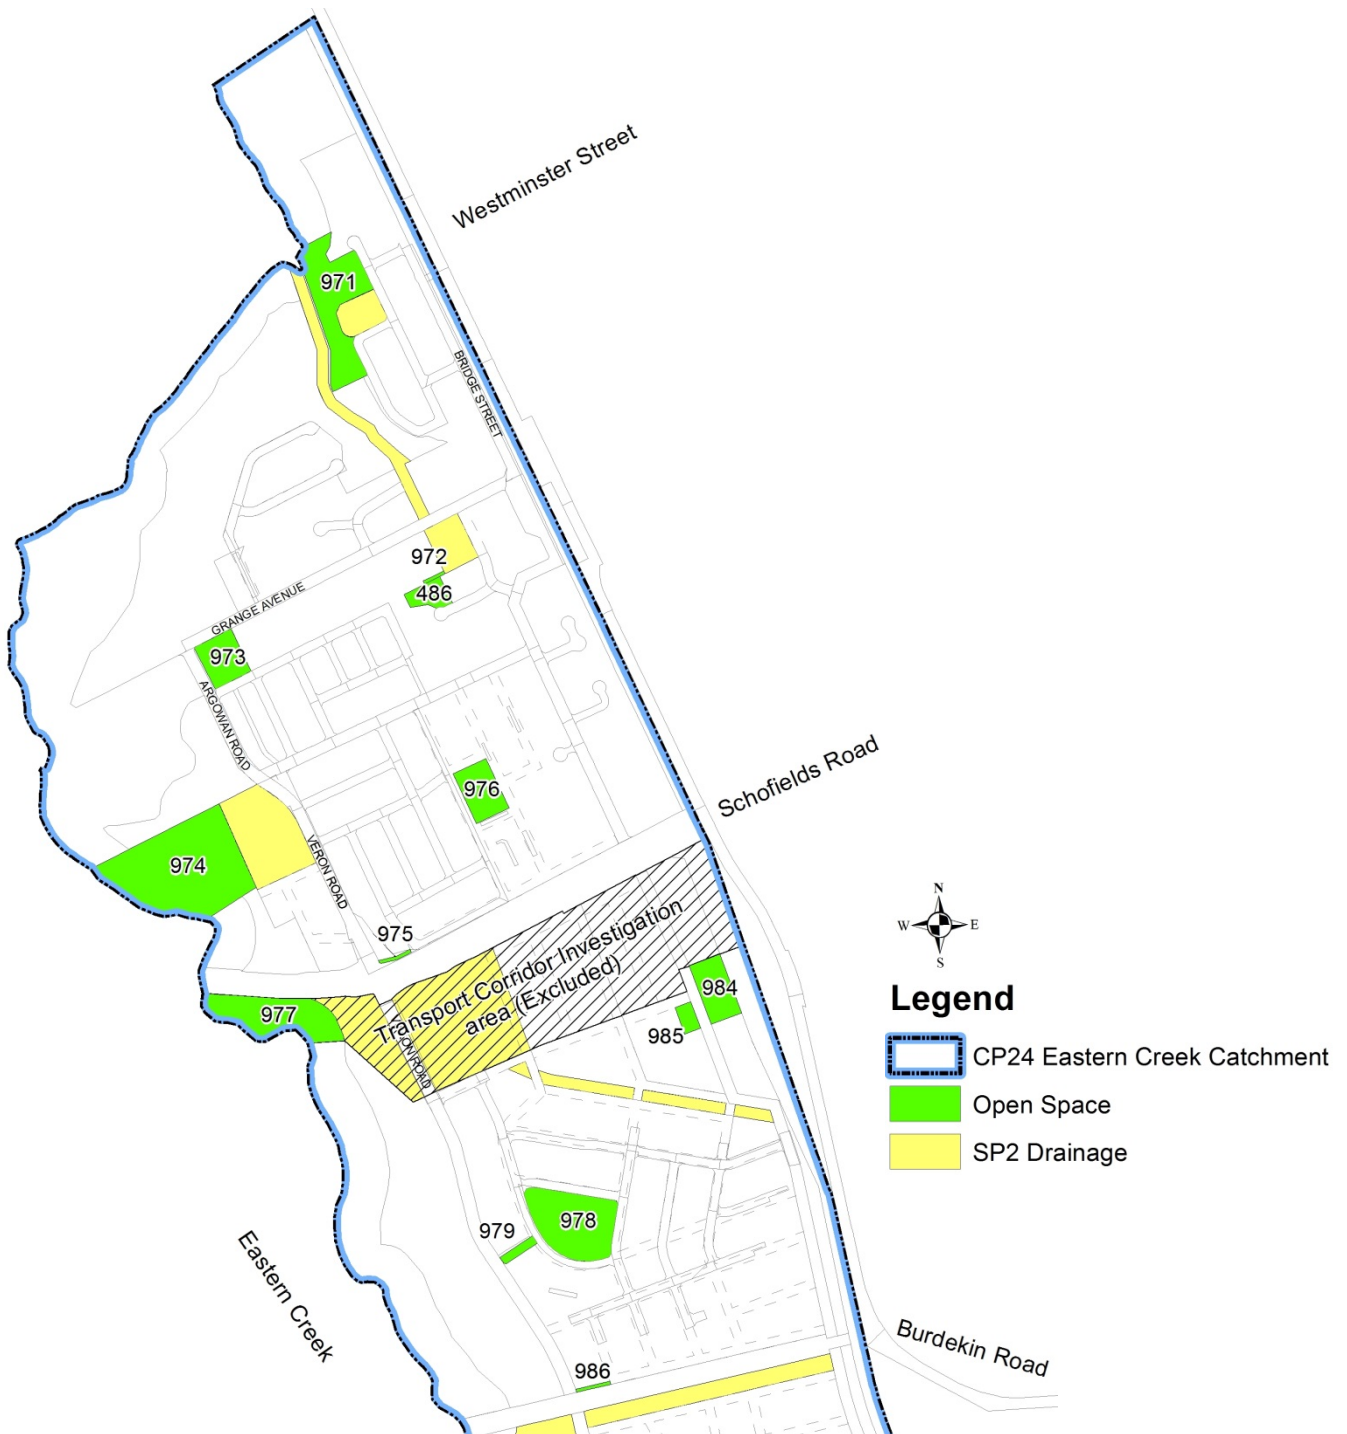 Westminster Street
971
BRIDGE STREET
972
486
GRANGE AVENUE
973
ARGOWAN ROAD
976
Schofields Road
974
VERON ROAD
975
Transport Corridor Investigation
area (Excluded)
977
984
985
VERON ROAD
N
W
E
S
Legend
CP24 Eastern Creek Catchment
Open Space
SP2 Drainage
978
979
Eastern Creek
Burdekin Road
986